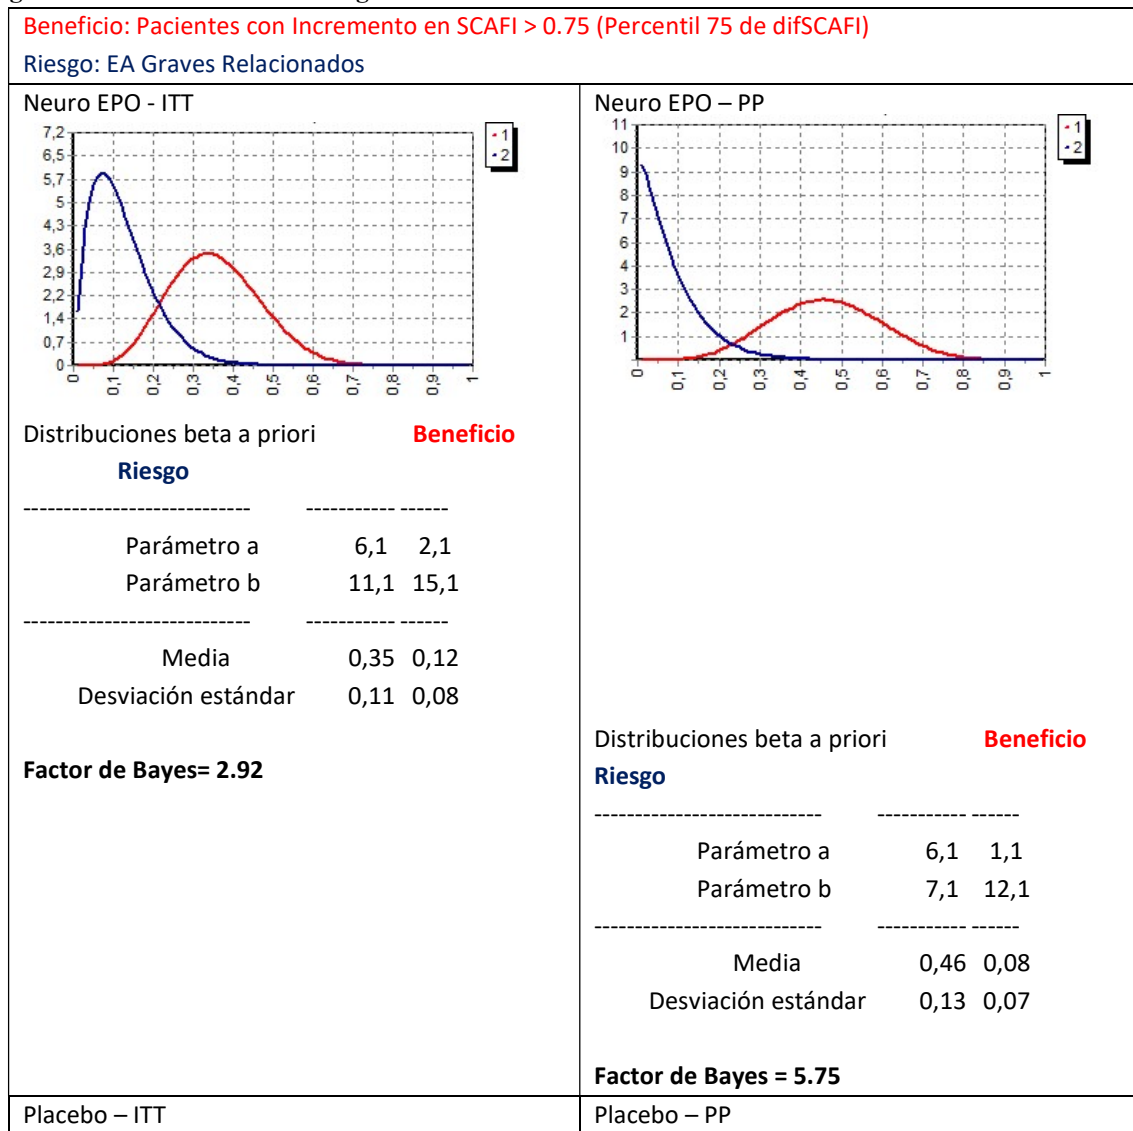 Beneficio: Pacientes con Incremento en SCAFI > 0.75 (Percentil 75 de difSCAFI)
Riesgo: EA Graves Relacionados
Neuro EPO - ITT
7,2
6,5
5,7
5
4,3
3,6
2,9
2,2
1,4
0,7
0
0 0,1 0,2 0,3 0,4 0,5 0,6 0,7 0,8 0,9 1
1
2
Distribuciones beta a priori Beneficio
Riesgo
---------------------------- ----------- ------
Parámetro a 6,1 2,1
Parámetro b 11,1 15,1
---------------------------- ----------- ------
Media 0,35 0,12
Desviación estándar 0,11 0,08
Factor de Bayes= 2.92
Neuro EPO – PP
11
10
9
8
7
6
4
3
2
1
0 0,1 0,2 0,3 0,4 0,5 0,6 0,7 0,8 0,9 1
1
2
Distribuciones beta a priori Beneficio
Riesgo
---------------------------- ----------- ------
Parámetro a 6,1 1,1
Parámetro b 7,1 12,1
---------------------------- ----------- ------
Media 0,46 0,08
Desviación estándar 0,13 0,07
Factor de Bayes = 5.75
Placebo – ITT
Placebo – PP